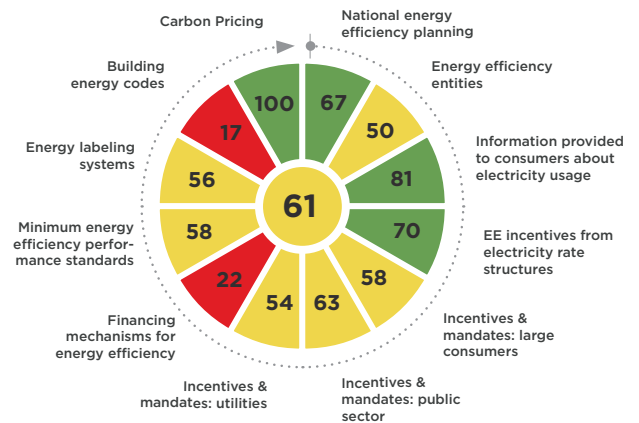 Carbon Pricing
National energy
efficiency planning
Building
energy codes
Energy efficiency
entities
100
67
17
50
Energy labeling
systems
Information provided
to consumers about
electricity usage
56
81
61
Minimum energy
efficiency perfor-
mance standards
58
70
EE incentives from
electricity rate
structures
22
58
54
63
Financing
mechanisms for
energy efficiency
Incentives &
mandates: large
consumers
Incentives &
mandates: utilities
Incentives &
mandates: public
sector